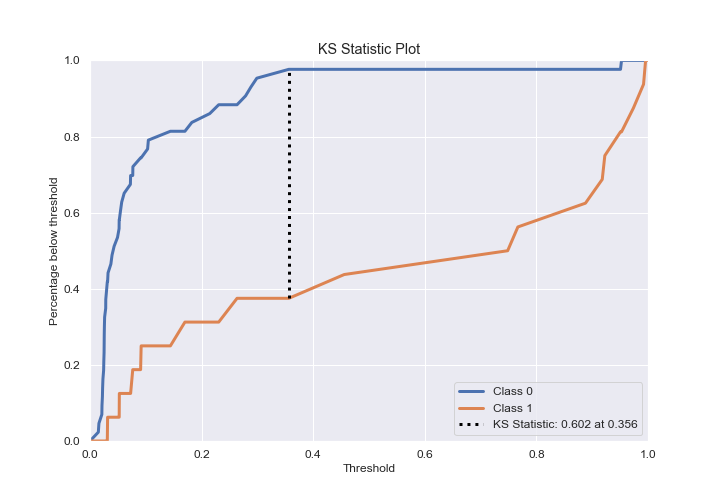 KS Statistic Plot
1.0
0.8
0.6
0.4
0.2
0.0
Percentage below threshold
0.0 0.2 0.4 0.6 0.8 1.0
Threshold
Class 0
Class 1
KS Statistic: 0.602 at 0.356